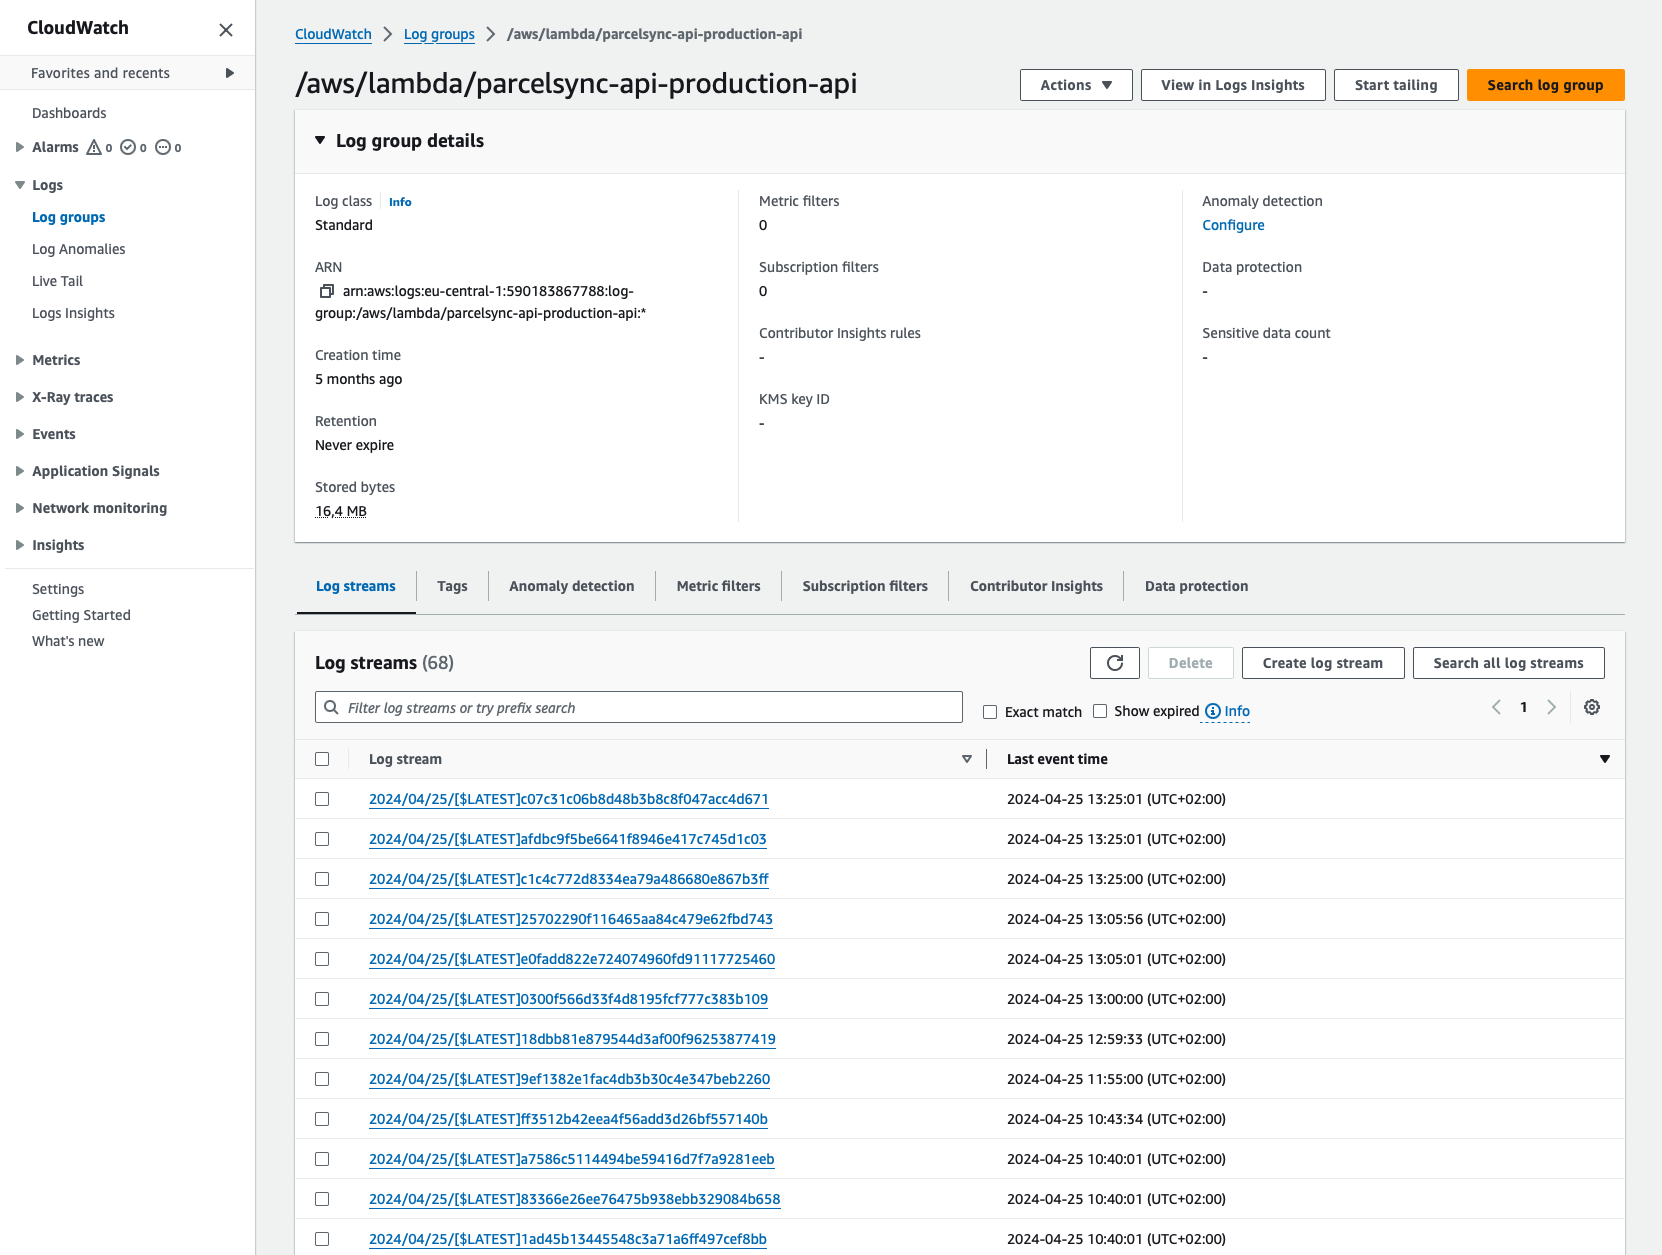 CloudWatch
Favorites and recents
Dashboards
Alarms 0 0 0
Logs
Log groups
Log Anomalies
Live Tail
Logs Insights
Metrics
X-Ray traces
Events
Application Signals
Network monitoring
Insights
Settings
Getting Started
What's new
CloudWatch Log groups /aws/lambda/parcelsync-api-production-api
/aws/lambda/parcelsync-api-production-api
Actions View in Logs Insights Start tailing Search log group
Log group details
Log class Info
Standard
ARN
arn:aws:logs:eu-central-1:590183867788:log-
group:/aws/lambda/parcelsync-api-production-api:*
Creation time
5 months ago
Retention
Never expire
Stored bytes
16,4 MB
Metric filters
0
Subscription filters
0
Contributor Insights rules
-
KMS key ID
-
Anomaly detection
Configure
Data protection
-
Sensitive data count
-
Log streams Tags Anomaly detection Metric filters Subscription filters Contributor Insights Data protection
Log streams (68)
Delete Create log stream Search all log streams
Filter log streams or try prefix search
Exact match Show expired Info
1
Log stream Last event time
2024/04/25/[$LATEST]c07c31c06b8d48b3b8c8f047acc4d671 2024-04-25 13:25:01 (UTC+02:00)
2024/04/25/[$LATEST]afdbc9f5be6641f8946e417c745d1c03 2024-04-25 13:25:01 (UTC+02:00)
2024/04/25/[$LATEST]c1c4c772d8334ea79a486680e867b3ff 2024-04-25 13:25:00 (UTC+02:00)
2024/04/25/[$LATEST]25702290f116465aa84c479e62fbd743 2024-04-25 13:05:56 (UTC+02:00)
2024/04/25/[$LATEST]e0fadd822e724074960fd91117725460 2024-04-25 13:05:01 (UTC+02:00)
2024/04/25/[$LATEST]0300f566d33f4d8195fcf777c383b109 2024-04-25 13:00:00 (UTC+02:00)
2024/04/25/[$LATEST]18dbb81e879544d3af00f96253877419 2024-04-25 12:59:33 (UTC+02:00)
2024/04/25/[$LATEST]9ef1382e1fac4db3b30c4e347beb2260 2024-04-25 11:55:00 (UTC+02:00)
2024/04/25/[$LATEST]ff3512b42eea4f56add3d26bf557140b 2024-04-25 10:43:34 (UTC+02:00)
2024/04/25/[$LATEST]a7586c5114494be59416d7f7a9281eeb 2024-04-25 10:40:01 (UTC+02:00)
2024/04/25/[$LATEST]83366e26ee76475b938ebb329084b658 2024-04-25 10:40:01 (UTC+02:00)
2024/04/25/[$LATEST]1ad45b13445548c3a71a6ff497cef8bb 2024-04-25 10:40:01 (UTC+02:00)